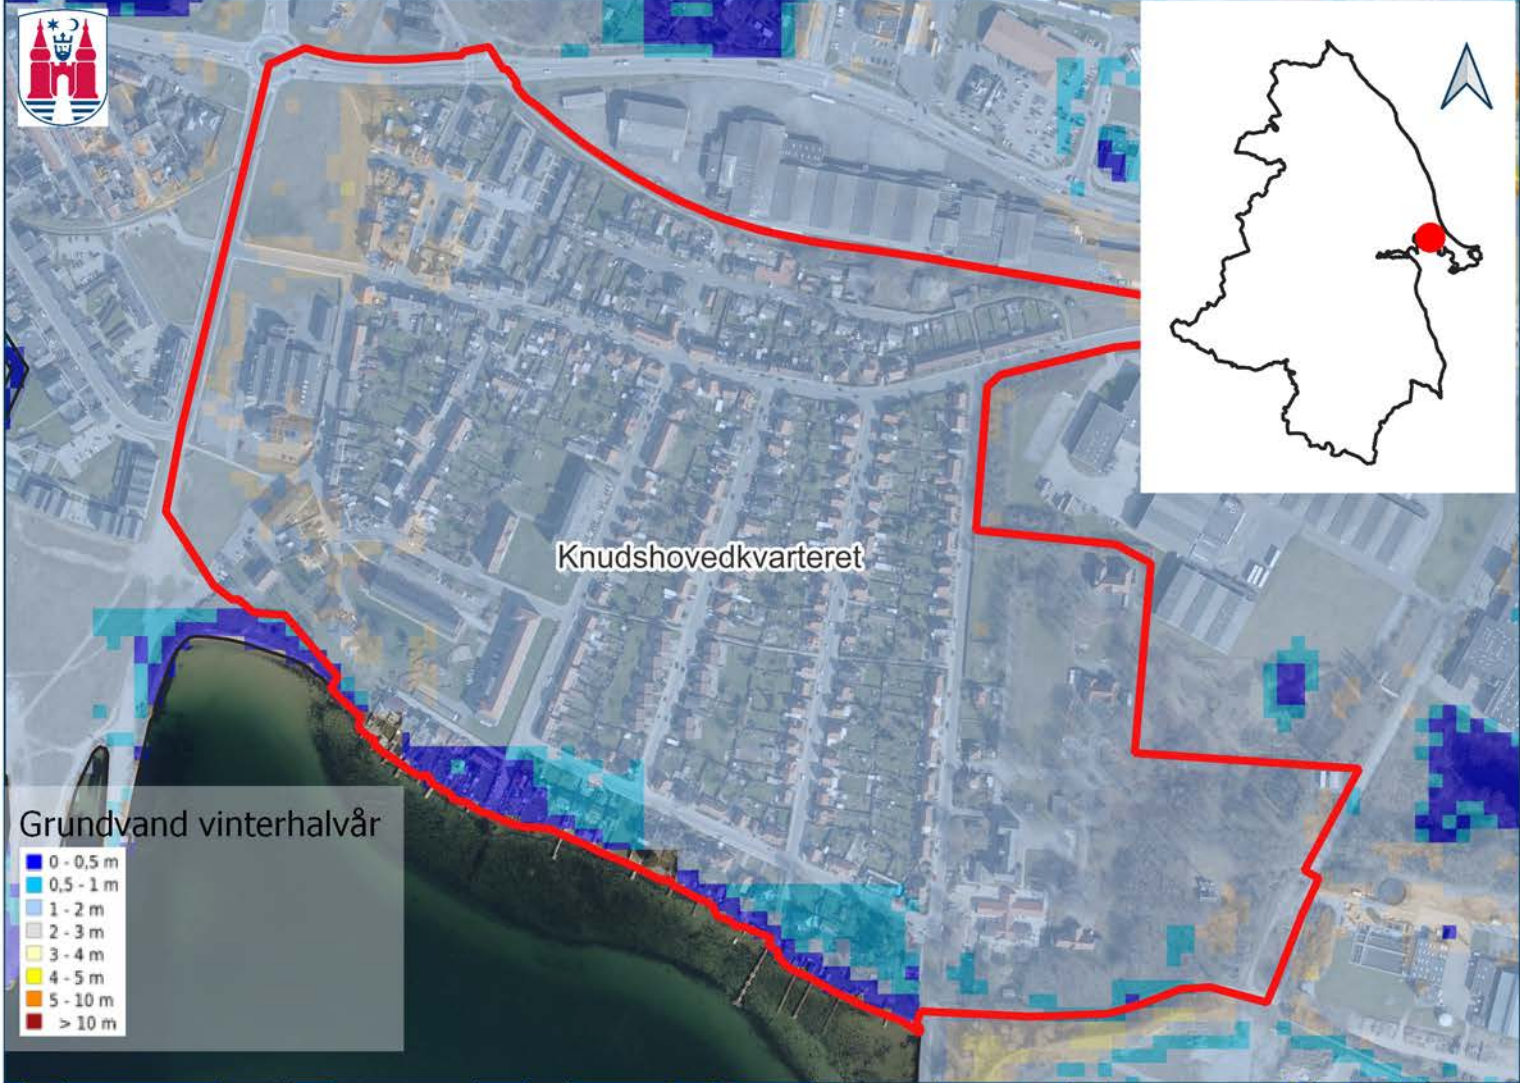 Knudshovedkvarteret
Grundvand vinterhalvår
0 - 0,5 m
0,5 - 1 m
1 - 2 m
2 - 3 m
3 - 4 m
4 - 5 m
5 - 10 m
> 10 m